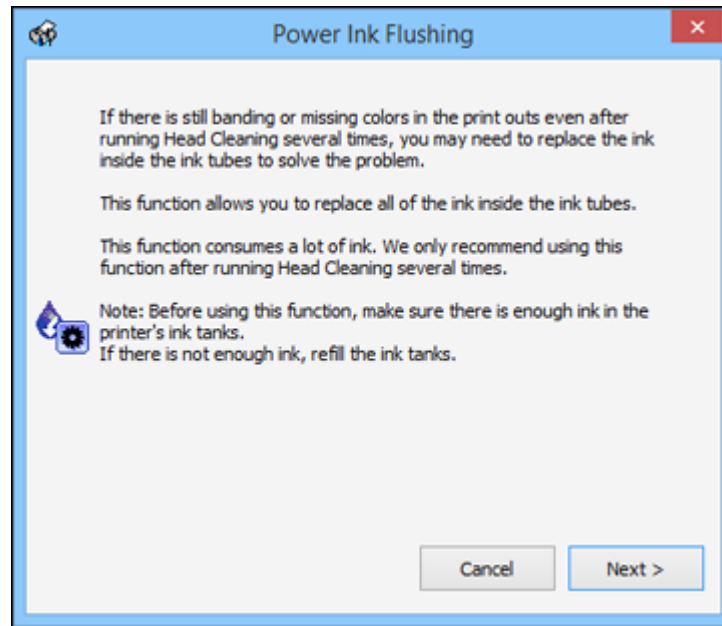 Power Ink Flushing
If there is still banding or missing colors in the print outs even after
running Head Cleaning several times, you may need to replace the ink
inside the ink tubes to solve the problem.
This function allows you to replace all of the ink inside the ink tubes.
This function consumes a lot of ink. We only recommend using this
function after running Head Cleaning several times.
Note: Before using this function, make sure there is enough ink in the
printer's ink tanks.
If there is not enough ink, refill the ink tanks.
Cancel
Next >